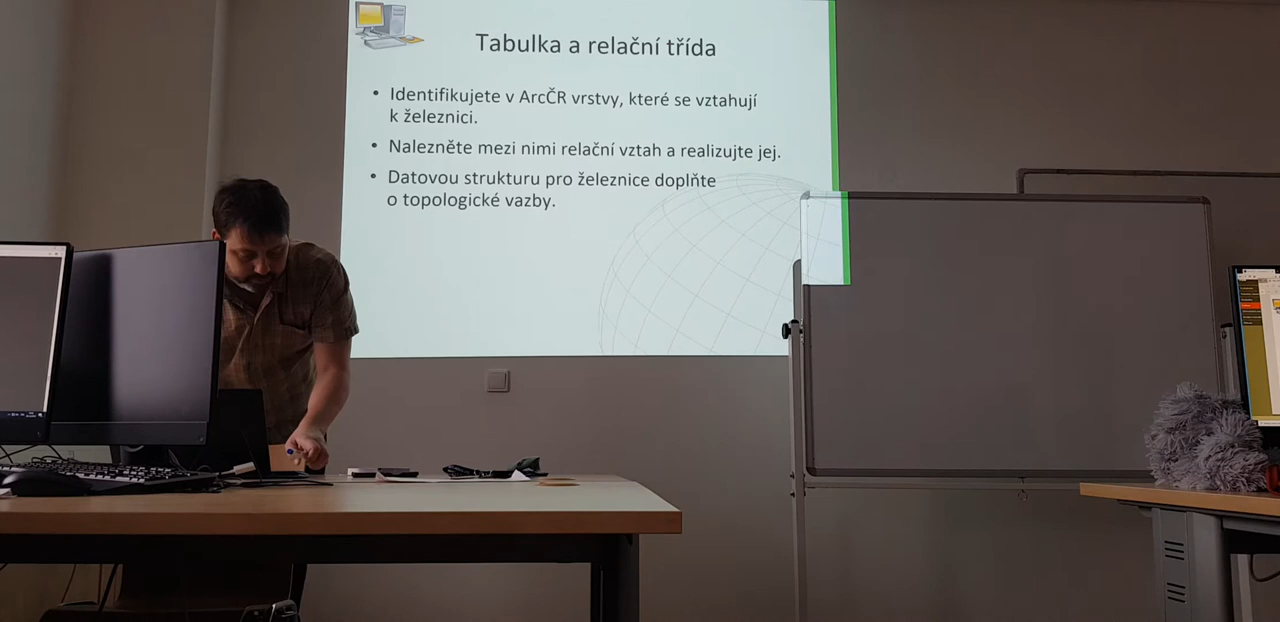 Tabulka a relační třída
• Identifikujete v ArcČR vrstvy, které se vztahují
k železnici.
• Nalezněte mezi nimi relační vztah a realizujte jej.
• Datovou strukturu pro železnice doplňte
o topologické vazby.